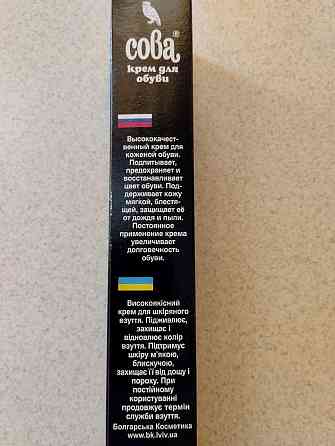 Сова®
крем для
обуви
Высококачест-
венный крем для
кожаной обуви.
Подпитывает,
предохраняет и
восстанавливает
цвет обуви. Под-
держивает кожу
мягкой, блестя-
щей, защищает её
от дождя и пыли.
Постоянное
применение крема
увеличивает
долговечность
обуви.
Високоякісний
крем для шкіряного
взуття. Підживлює,
захищає і
відновлює колір
взуття. Підтримує
шкіру м'якою,
блискучою,
захищає її від дощу і
пороху. При
постійному
користуванні
продовжує термін
служби взуття.
Болгарська Косметика
www.bk.lviv.ua